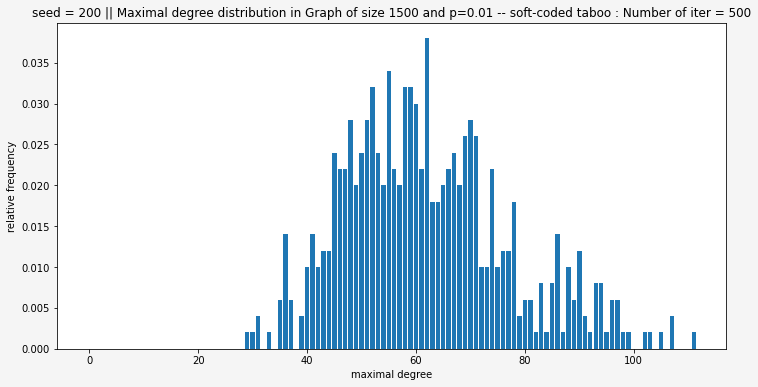 seed = 200 || Maximal degree distribution in Graph of size 1500 and p=0.01 -- soft-coded taboo : Number of iter = 500
0.035
0.030
0.025
0.020
0.015
0.010
0.005
0.000
relative frequency
0 20 40 60 80 100
maximal degree